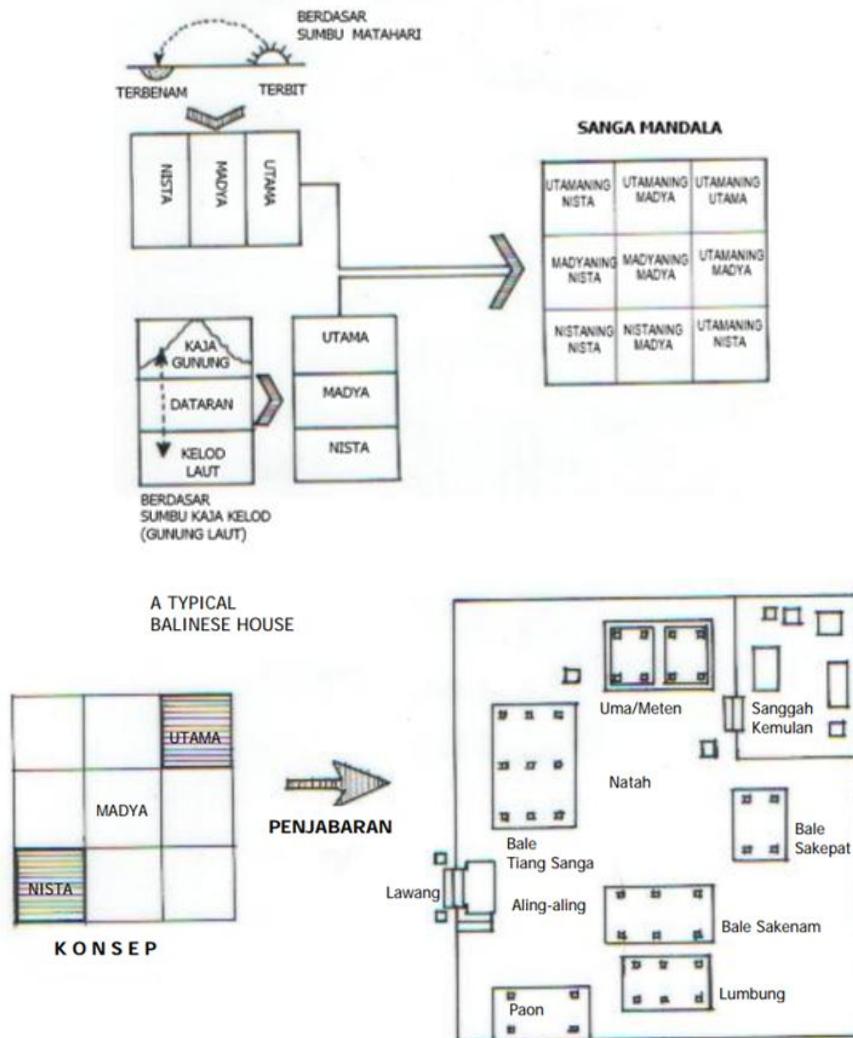 BERDASAR
SUMBU MATAHARI
TERBENAM
TERBIT
NISTA
MADYA
UTAMA
SANGA MANDALA
UTAMANING
NISTA
UTAMANING
MADYA
UTAMANING
UTAMA
MADYANING
NISTA
MADYANING
MADYA
UTAMANING
MADYA
NISTANING
NISTA
NISTANING
MADYA
UTAMANING
NISTA
KAJA
GUNUNG
DATARAN
KELOD
LAUT
UTAMA
MADYA
NISTA
BERDASAR
SUMBU KAJA KELOD
(GUNUNG LAUT)
A TYPICAL
BALINESE HOUSE
UTAMA
MADYA
NISTA
KONSEP
PENJABARAN
Uma/Meten
Sanggah
Kemulan
Natah
Bale
Tiang Sanga
Bale
Sakepat
Lawang
Aling-aling
Bale Sakenam
Lumbung
Paon